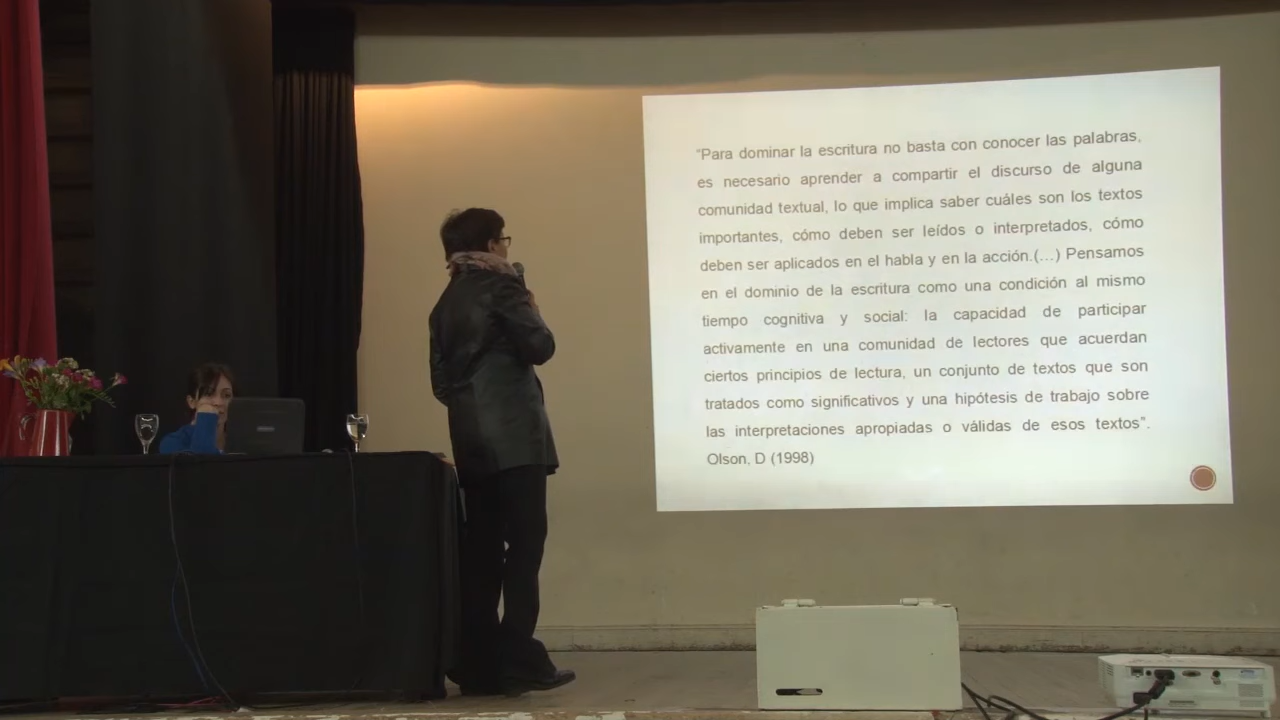 “Para dominar la escritura no basta con conocer las palabras,
es necesario aprender a compartir el discurso de alguna
comunidad textual, lo que implica saber cuáles son los textos
importantes, cómo deben ser leídos o interpretados, cómo
deben ser aplicados en el habla y en la acción.(…) Pensamos
en el dominio de la escritura como una condición al mismo
tiempo cognitiva y social: la capacidad de participar
activamente en una comunidad de lectores que acuerdan
ciertos principios de lectura, un conjunto de textos que son
tratados como significativos y una hipótesis de trabajo sobre
las interpretaciones apropiadas o válidas de esos textos”.
Olson, D (1998)